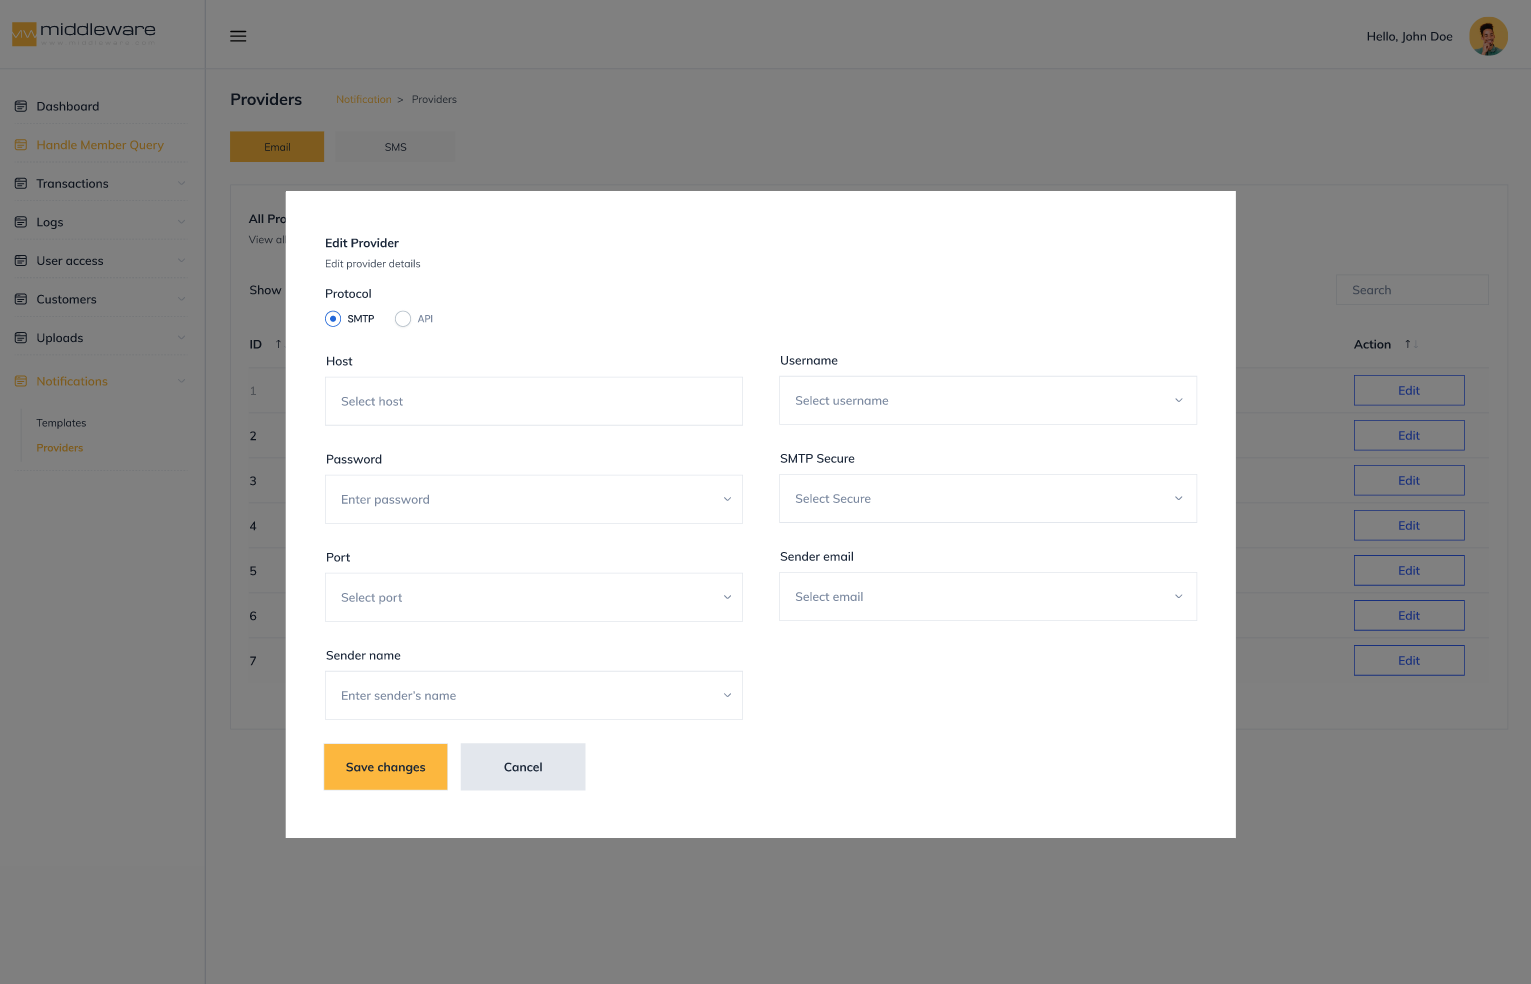 MW middleware
Hello, John Doe
Dashboard
Handle Member Query
Transactions
Logs
User access
Customers
Uploads
Notifications
Templates
Providers
Providers
Notification > Providers
Email
SMS
All Pro
View al
Show
Search
ID ↑
Action ↑↓
1
2
3
4
5
6
7
Edit
Edit
Edit
Edit
Edit
Edit
Edit
Edit Provider
Edit provider details
Protocol
SMTP
API
Host
Select host
Username
Select username
Password
Enter password
SMTP Secure
Select Secure
Port
Select port
Sender email
Select email
Sender name
Enter sender's name
Save changes
Cancel